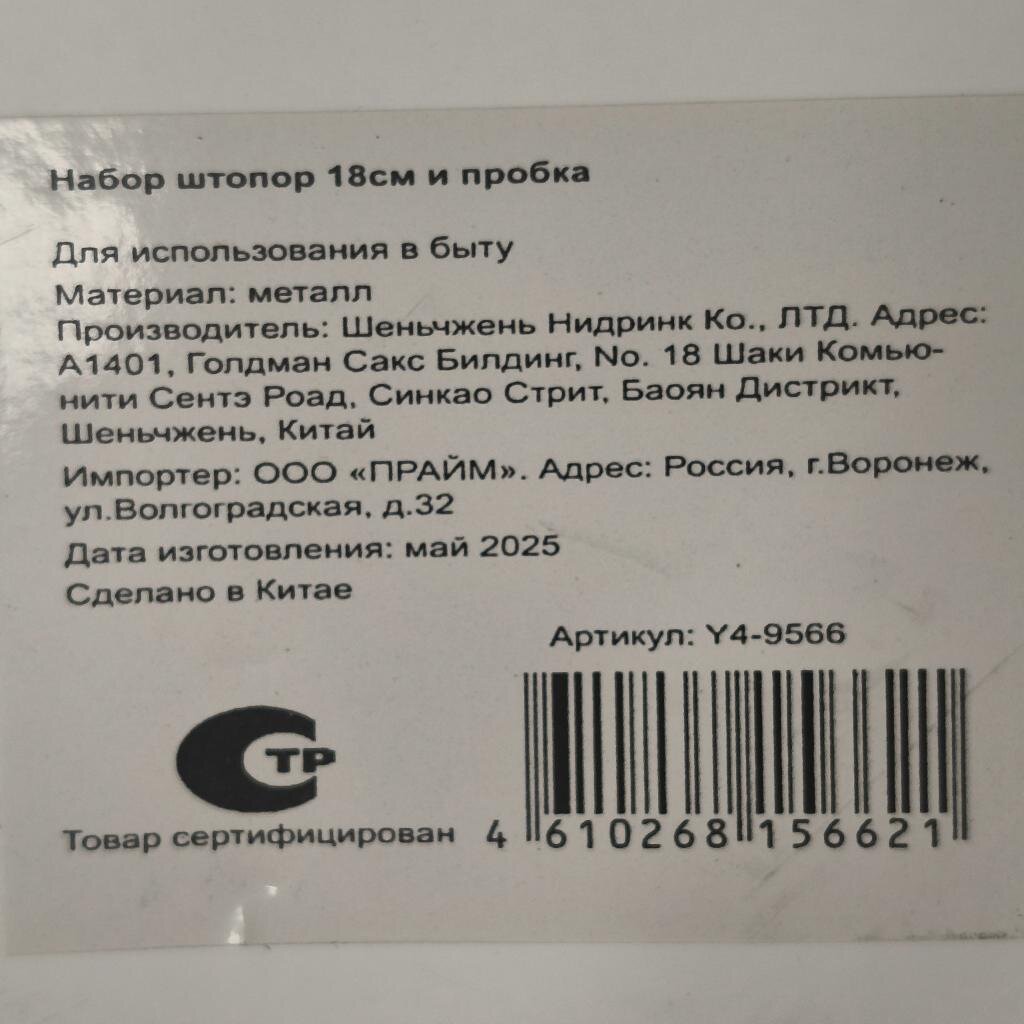 Набор штопор 18см и пробка
Для использования в быту
Материал: металл
Производитель: Шеньчжень Нидринк Ко., ЛТД. Адрес:
А1401, Голдман Сакс Билдинг, No. 18 Шаки Комью-
нити Сентэ Роад, Синкао Стрит, Баоян Дистрикт,
Шеньчжень, Китай
Импортер: ООО «ПРАЙМ». Адрес: Россия, г.Воронеж,
ул.Волгоградская, д.32
Дата изготовления: май 2025
Сделано в Китае
Артикул: Y4-9566
ТР
Товар сертифицирован
4 610268 156621